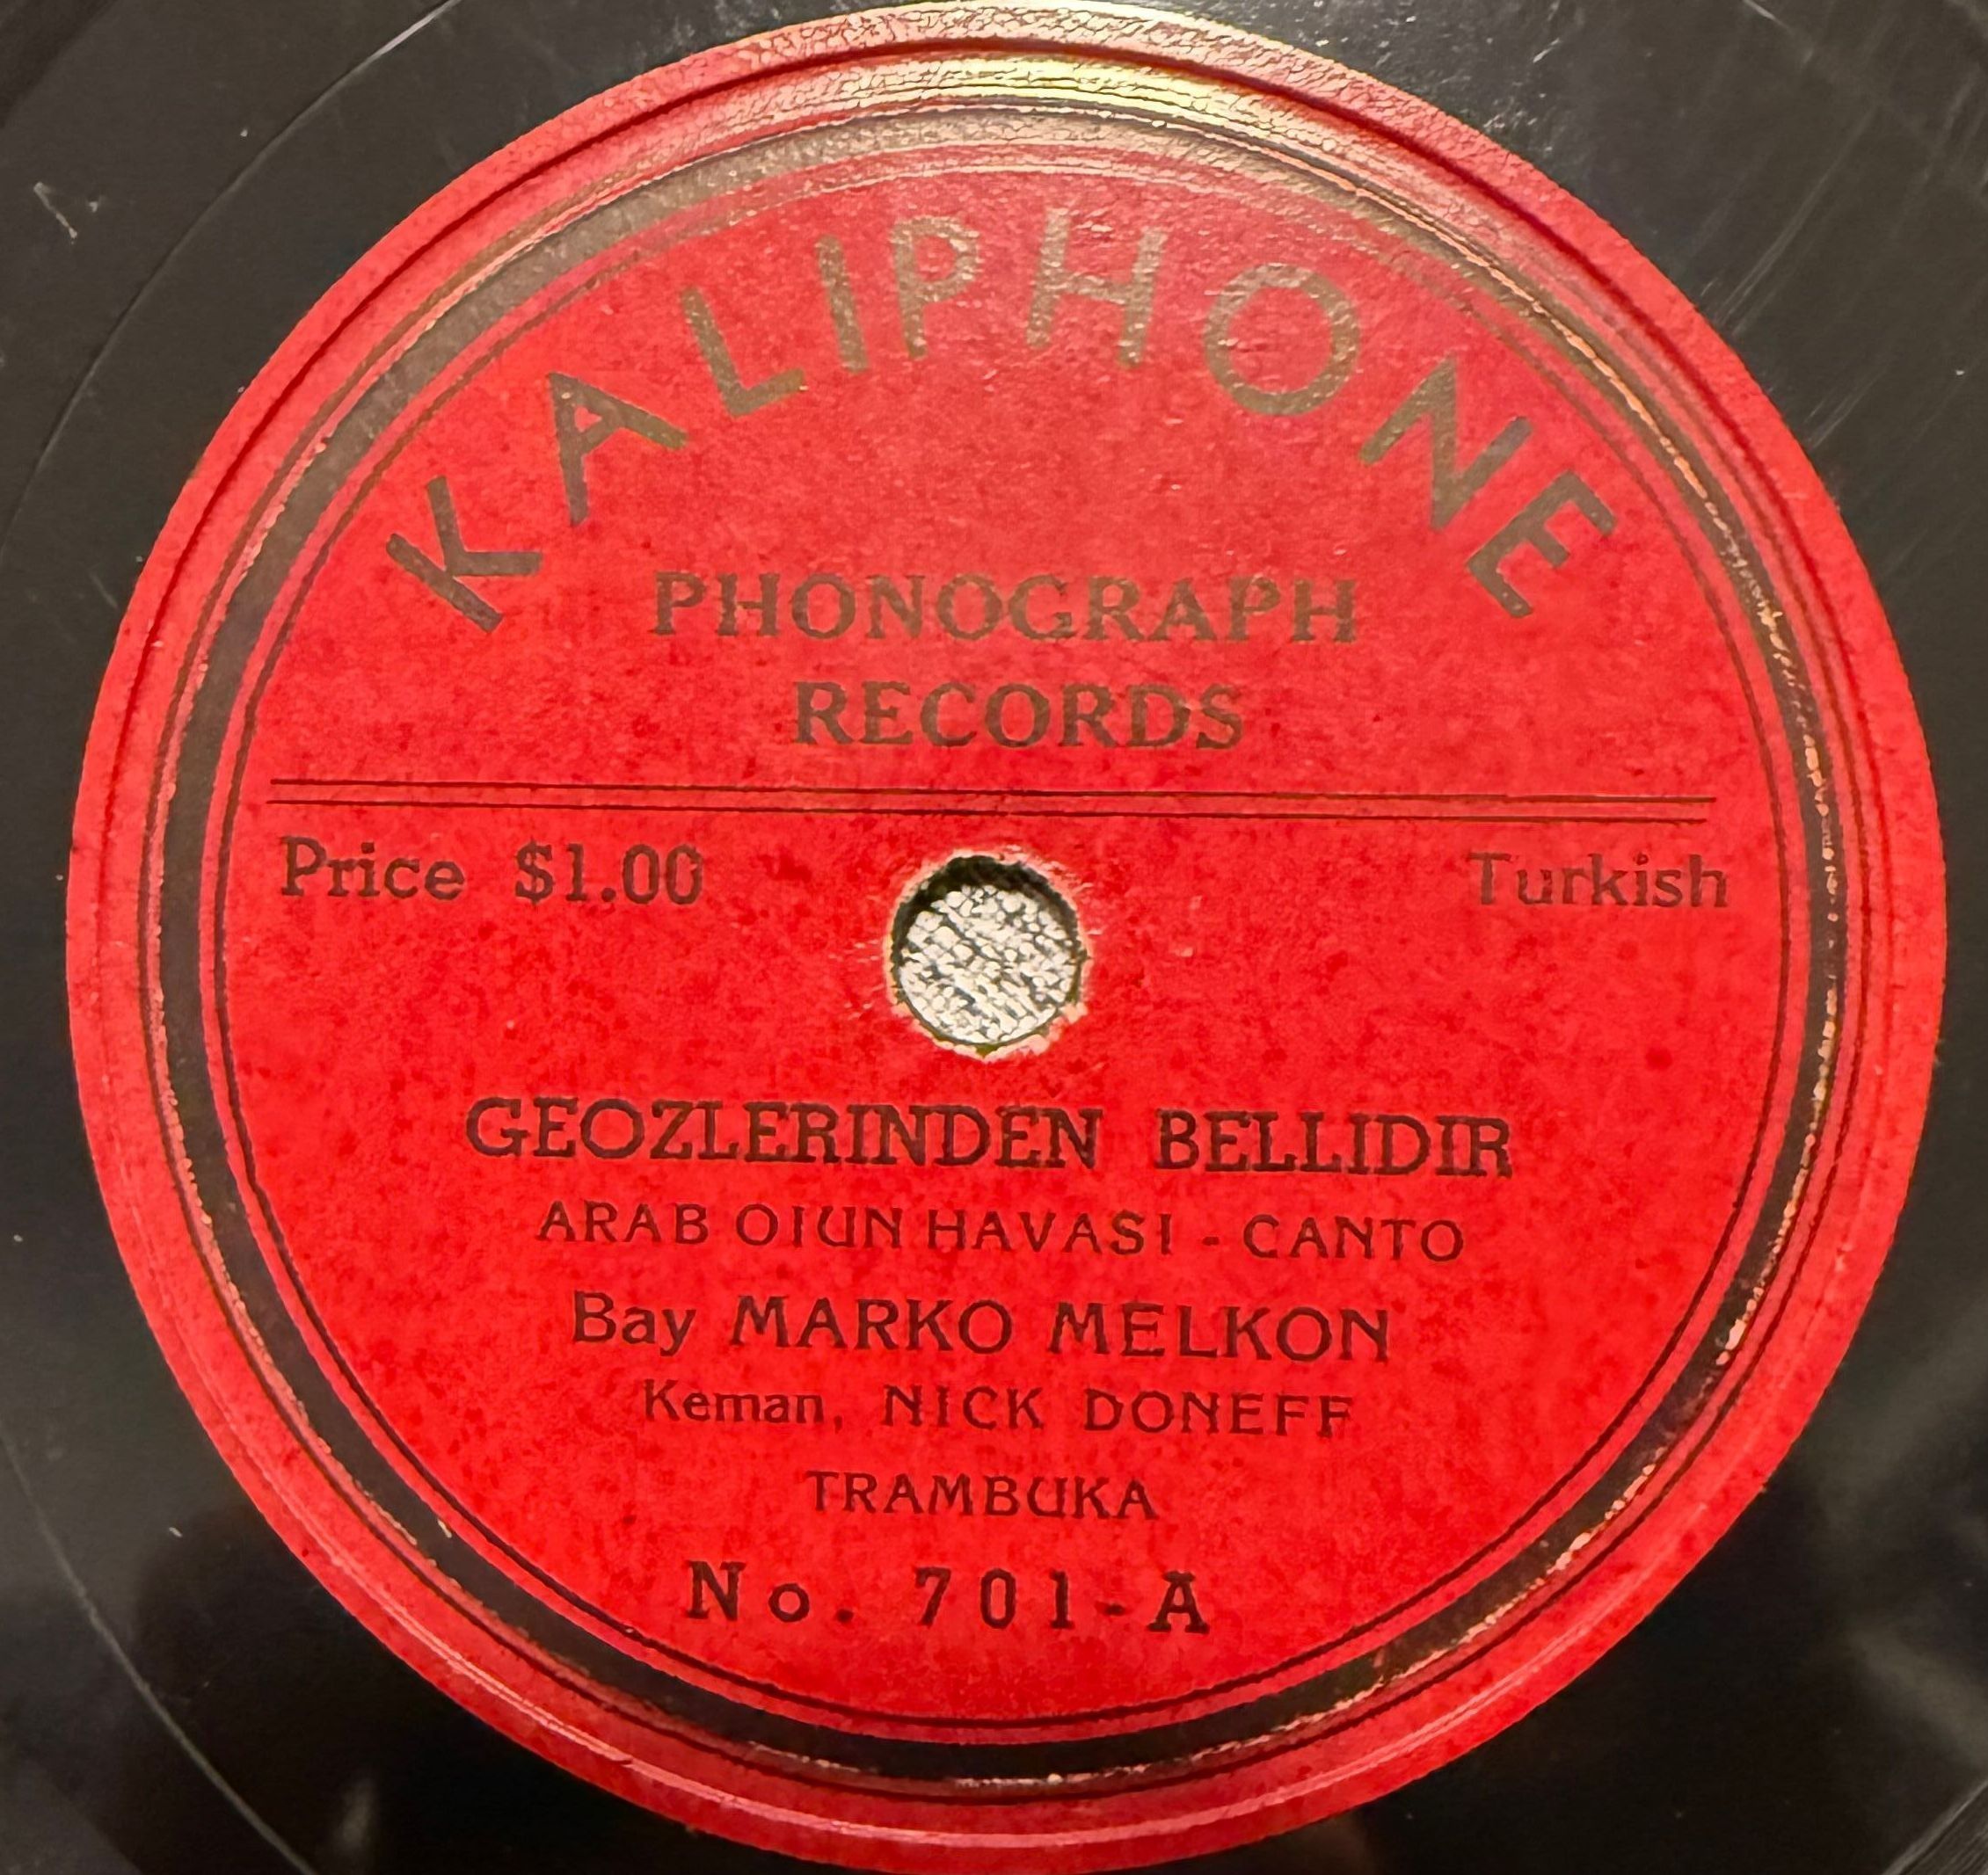 KALIPHONE
PHONOGRAPH
RECORDS
Price $1.00 Turkish
GEOZLERINDEN BELLIDIR
ARAB OIUN HAVASI - CANTO
Bay MARKO MELKON
Keman, NICK DONEFF
TRAMBUKA
No. 701-A